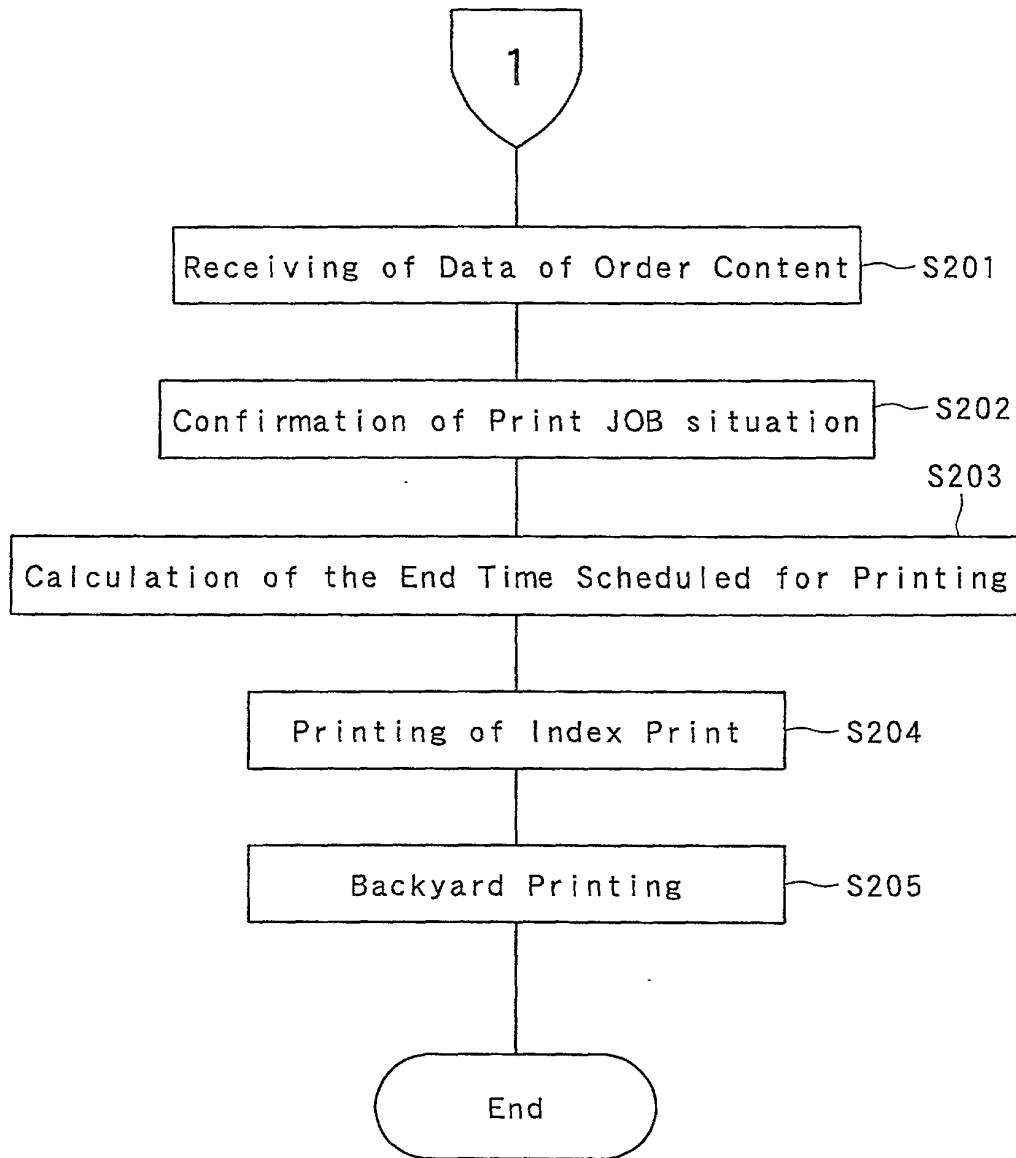 1
Receiving of Data of Order Content
S201
Confirmation of Print JOB situation
S202
S203
Calculation of the End Time Scheduled for Printing
Printing of Index Print
S204
Backyard Printing
S205
End